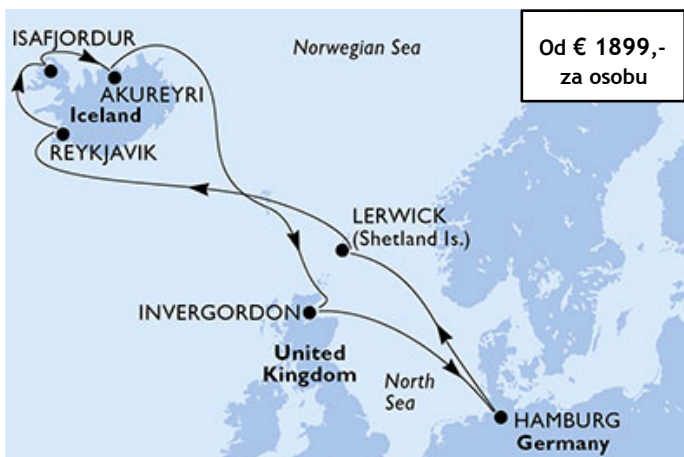 ISAFJORDUR
Norwegian Sea
Od € 1899,-
za osobu
AKUREYRI
Iceland
REYKJAVIK
LERWICK
(Shetland Is.)
INVERGORDON
United
Kingdom
North
Sea
HAMBURG
Germany